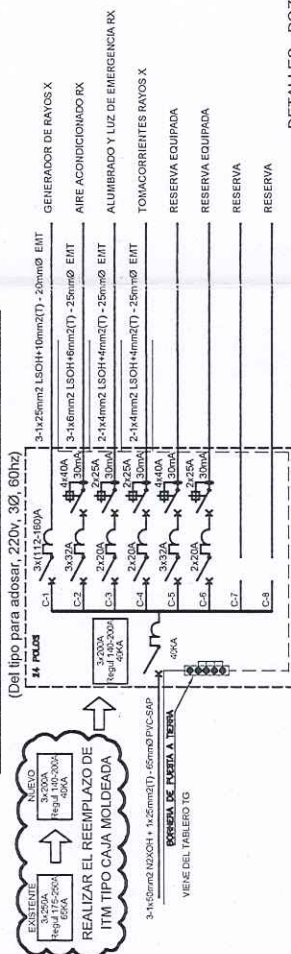 (Del tipo para adosar, 220v, 3Ø, 60hz)
EXISTENTE
3x250A
Regul 175-250A
65KA
NUEVO
3x200A
Regul 140-200A
40KA
REALIZAR EL REEMPLAZO DE
ITM TIPO CAJA MOLDEADA
24 POLOS
3x200A
Regul 140-200A
40KA
40KA
3-1x50mm2 N2XOH + 1x25mm2(T) - 65mmØ PVC-SAP
BORNERA DE PUESTA A TIERRA
VIENE DEL TABLERO TG
C-1 3x(112-160)A 3-1x25mm2 LSOH+10mm2(T) - 20mmØ EMT GENERADOR DE RAYOS X
C-2 3x32A 4x40A 30mA 3-1x6mm2 LSOH+6mm2(T) - 25mmØ EMT AIRE ACONDICIONADO RX
C-3 2x20A 2x25A 30mA 2-1x4mm2 LSOH+4mm2(T) - 25mmØ EMT ALUMBRADO Y LUZ DE EMERGENCIA RX
C-4 2x20A 2x25A 30mA 2-1x4mm2 LSOH+4mm2(T) - 25mmØ EMT TOMACORRIENTES RAYOS X
C-5 3x32A 4x40A 30mA RESERVA EQUIPADA
C-6 2x20A 2x25A 30mA RESERVA EQUIPADA
C-7 RESERVA
C-8 RESERVA